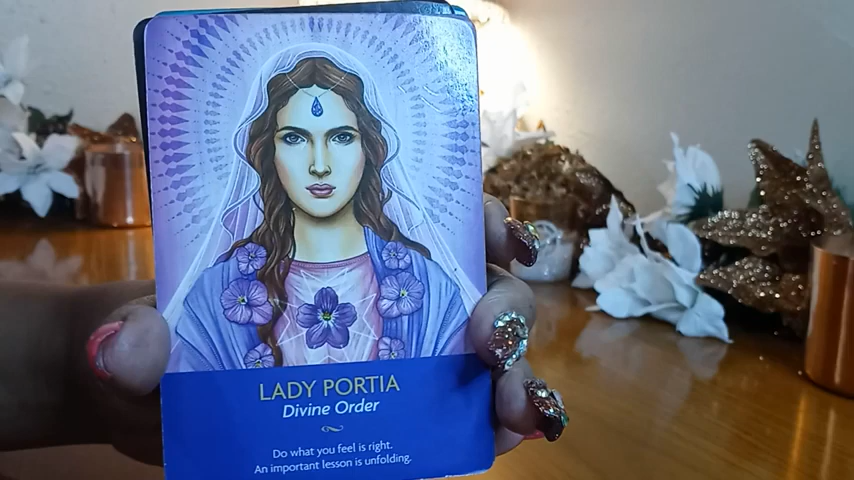 LADY PORTIA
Divine Order
Do what you feel is right.
An important lesson is unfolding.